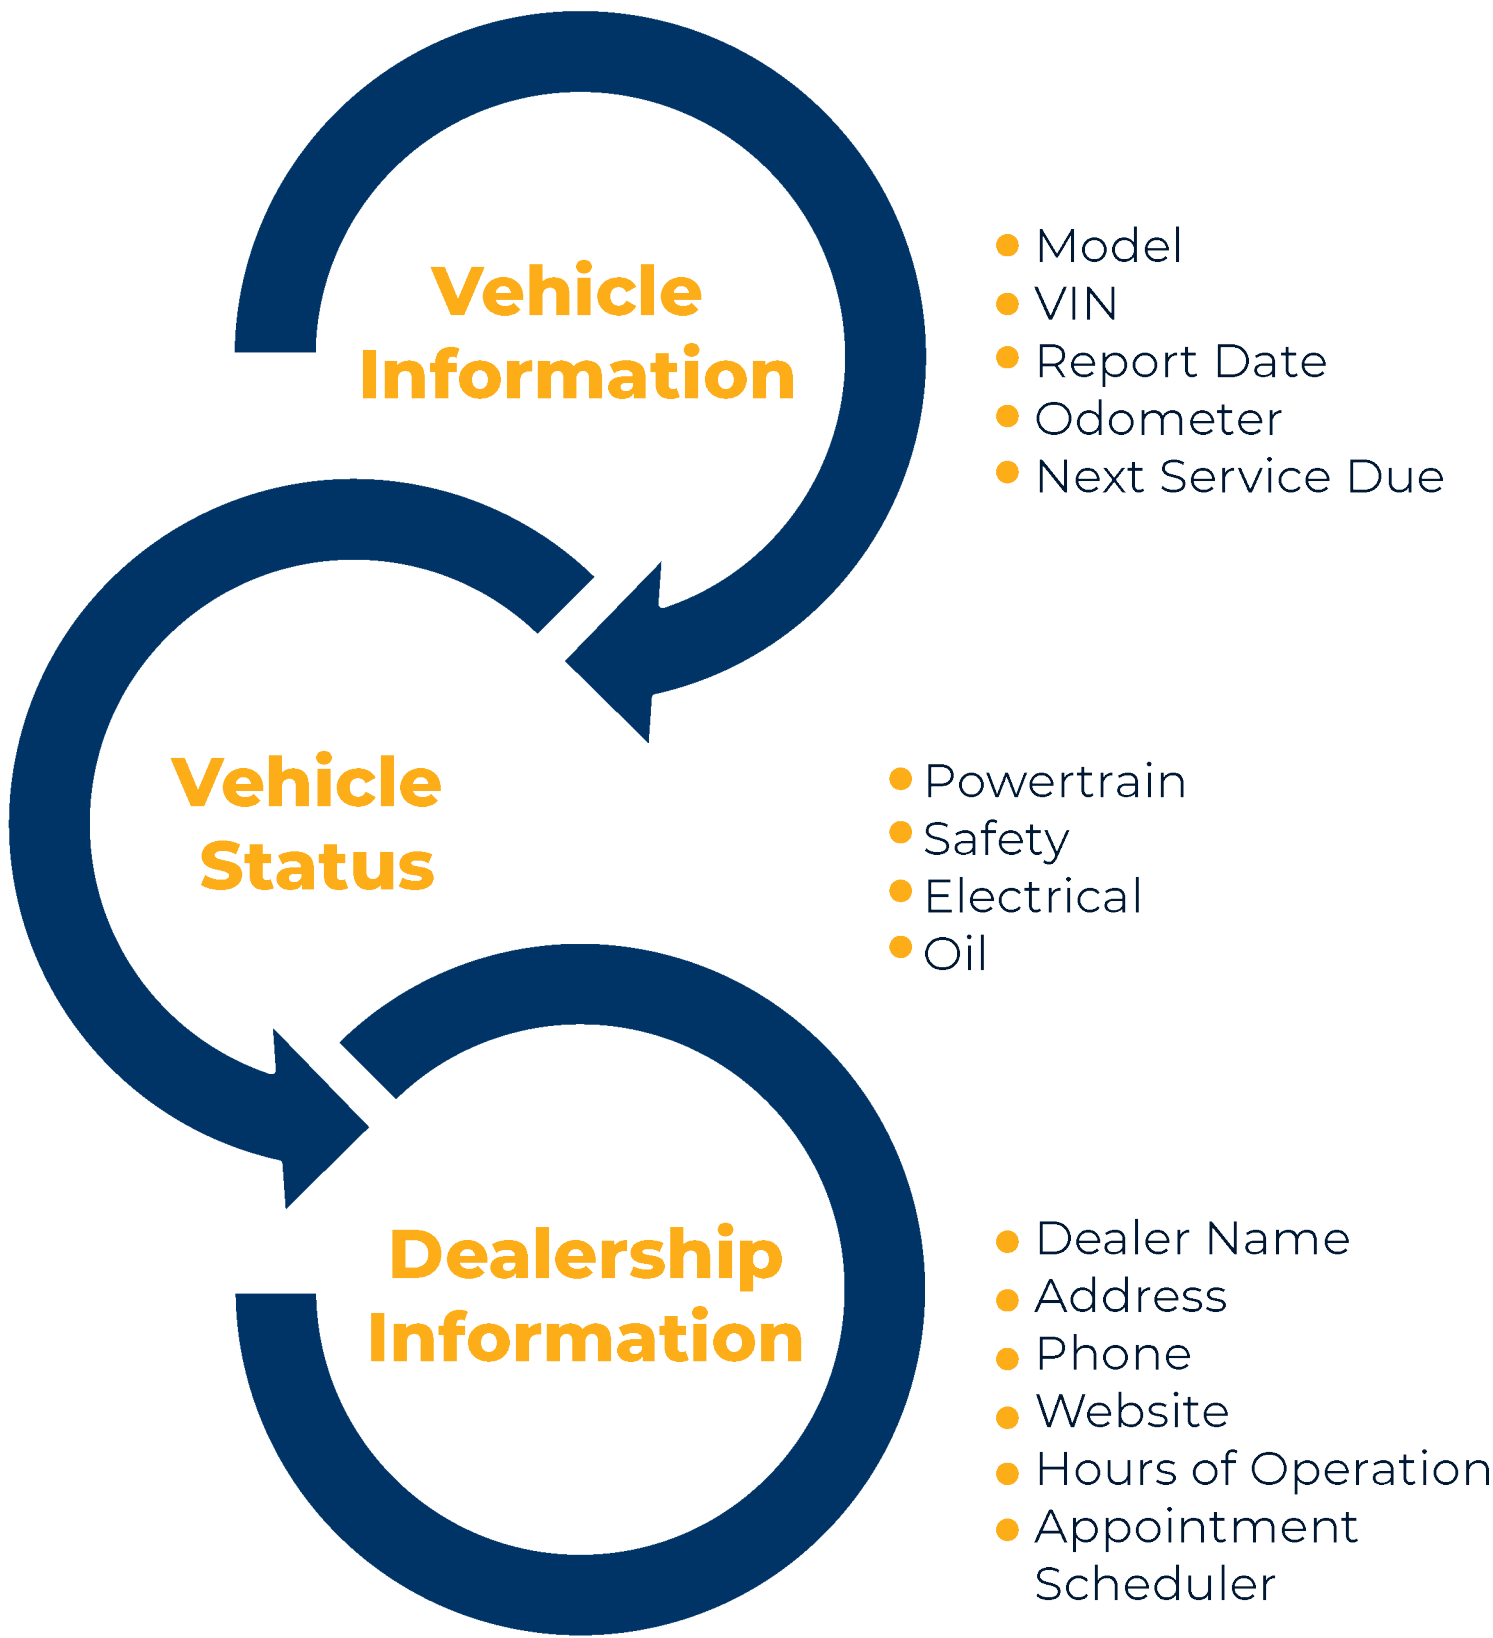 Vehicle
Information
Model
VIN
Report Date
Odometer
Next Service Due
Vehicle
Status
Powertrain
Safety
Electrical
Oil
Dealership
Information
Dealer Name
Address
Phone
Website
Hours of Operation
Appointment
Scheduler